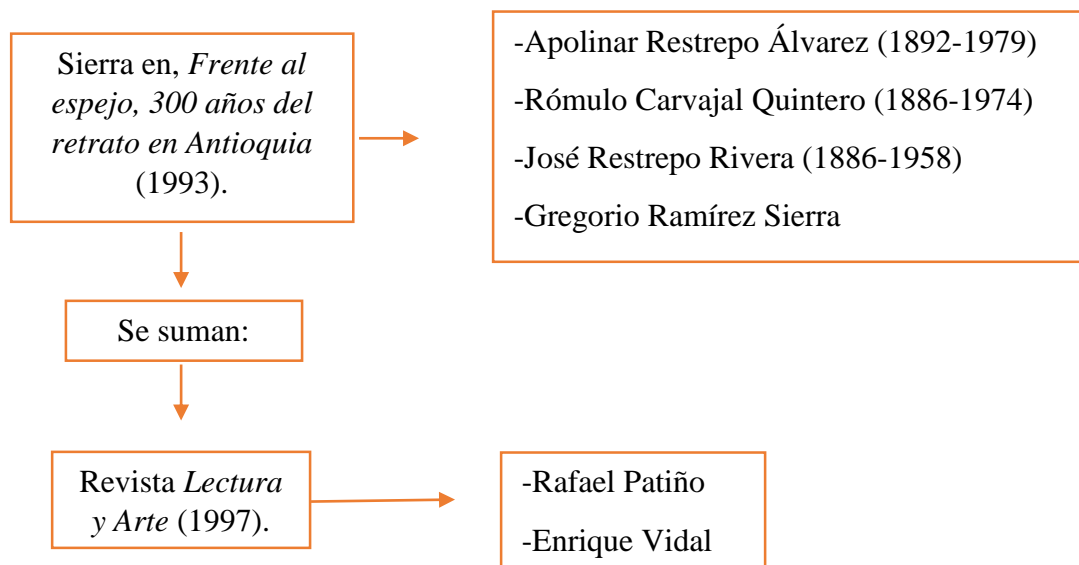 Sierra en, Frente al
espejo, 300 años del
retrato en Antioquia
(1993).
-Apolinar Restrepo Álvarez (1892-1979)
-Rómulo Carvajal Quintero (1886-1974)
-José Restrepo Rivera (1886-1958)
-Gregorio Ramírez Sierra
Se suman:
Revista Lectura
y Arte (1997).
-Rafael Patiño
-Enrique Vidal